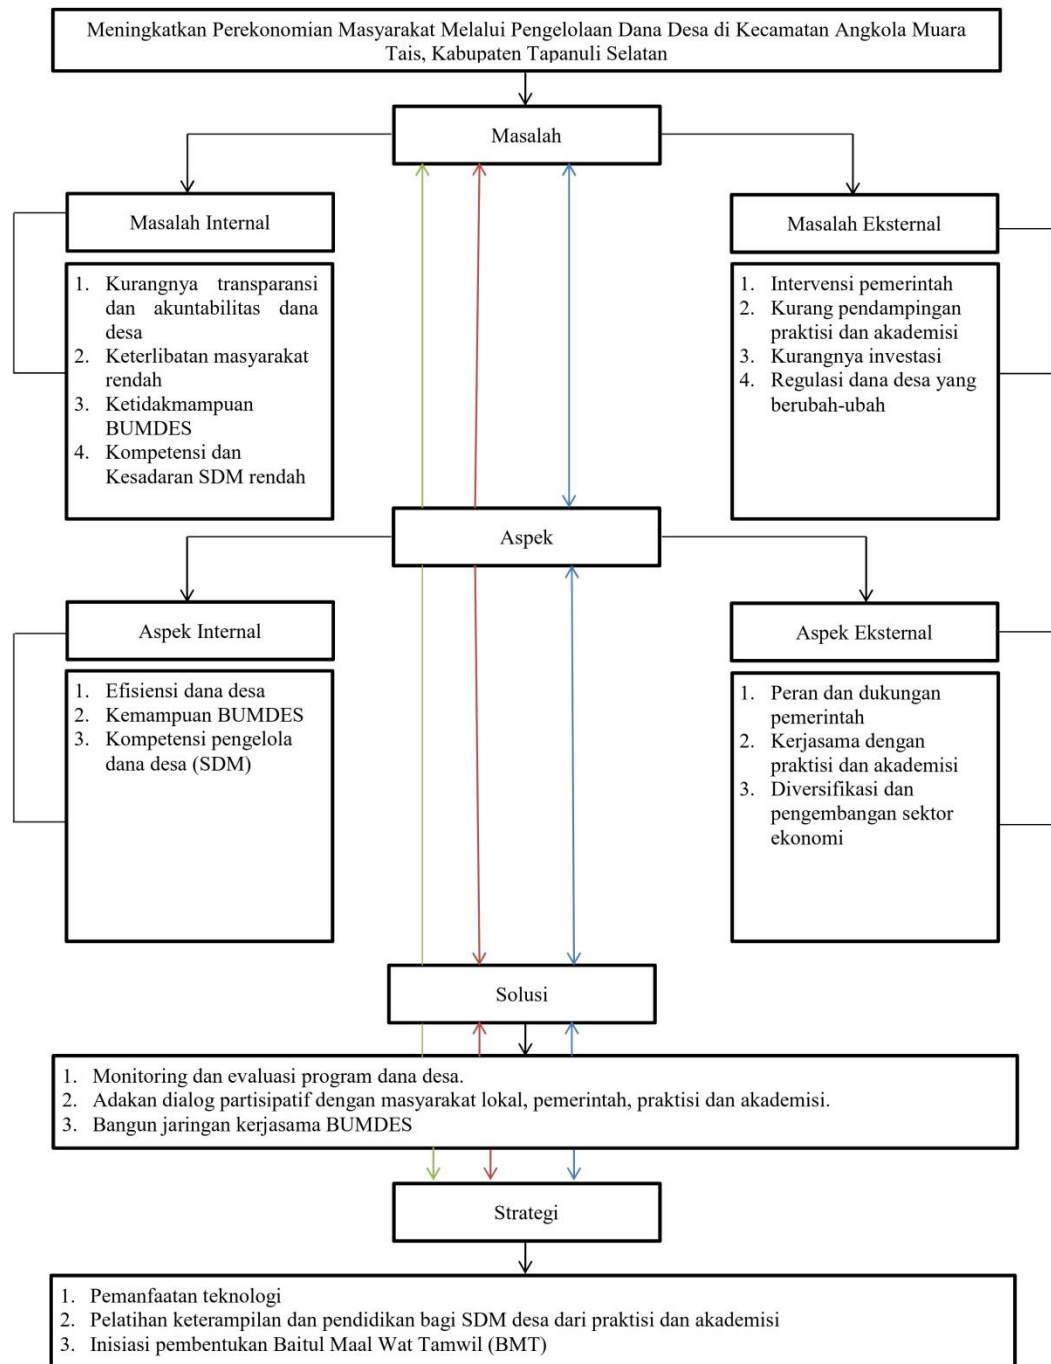 Meningkatkan Perekonomian Masyarakat Melalui Pengelolaan Dana Desa di Kecamatan Angkola Muara
Tais, Kabupaten Tapanuli Selatan
Masalah
Masalah Internal
1. Kurangnya transparansi
dan akuntabilitas dana
desa
2. Keterlibatan masyarakat
rendah
3. Ketidakmampuan
BUMDES
4. Kompetensi dan
Kesadaran SDM rendah
Masalah Eksternal
1. Intervensi pemerintah
2. Kurang pendampingan
praktisi dan akademisi
3. Kurangnya investasi
4. Regulasi dana desa yang
berubah-ubah
Aspek
Aspek Internal
1. Efisiensi dana desa
2. Kemampuan BUMDES
3. Kompetensi pengelola
dana desa (SDM)
Aspek Eksternal
1. Peran dan dukungan
pemerintah
2. Kerjasama dengan
praktisi dan akademisi
3. Diversifikasi dan
pengembangan sektor
ekonomi
Solusi
1. Monitoring dan evaluasi program dana desa.
2. Adakan dialog partisipatif dengan masyarakat lokal, pemerintah, praktisi dan akademisi.
3. Bangun jaringan kerjasama BUMDES
Strategi
1. Pemanfaatan teknologi
2. Pelatihan keterampilan dan pendidikan bagi SDM desa dari praktisi dan akademisi
3. Inisiasi pembentukan Baitul Maal Wat Tamwil (BMT)